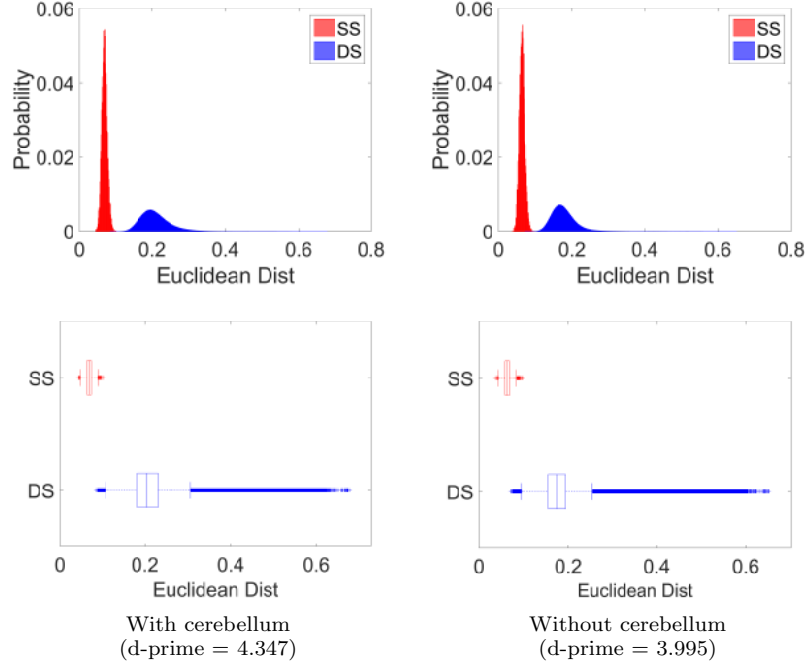 0.06
0.04
0.02
0
Probability
SS
DS
0 0.2 0.4 0.6 0.8
Euclidean Dist
0.06
0.04
0.02
0
Probability
SS
DS
0 0.2 0.4 0.6 0.8
Euclidean Dist
SS
DS
0 0.2 0.4 0.6
Euclidean Dist
SS
DS
0 0.2 0.4 0.6
Euclidean Dist
With cerebellum
(d-prime = 4.347)
Without cerebellum
(d-prime = 3.995)